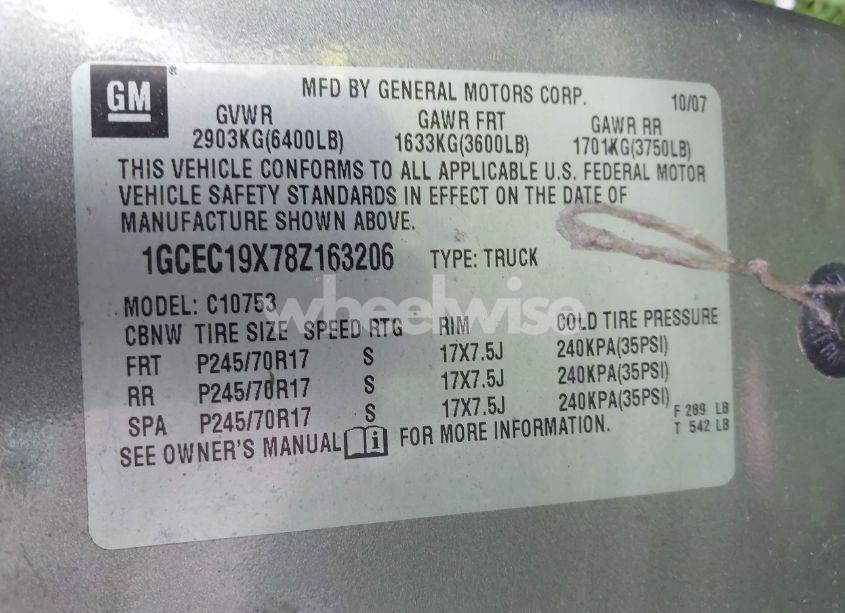 GM ®
MFD BY GENERAL MOTORS CORP. 10/07
GVWR GAWR FRT GAWR RR
2903KG(6400LB) 1633KG(3600LB) 1701KG(3750LB)
THIS VEHICLE CONFORMS TO ALL APPLICABLE U.S. FEDERAL MOTOR
VEHICLE SAFETY STANDARDS IN EFFECT ON THE DATE OF
MANUFACTURE SHOWN ABOVE.
1GCEC19X78Z163206 TYPE: TRUCK
MODEL: C10753
wheelwise
CBNW TIRE SIZE SPEED RTG RIM COLD TIRE PRESSURE
FRT P245/70R17 S 17X7.5J 240KPA(35PSI)
RR P245/70R17 S 17X7.5J 240KPA(35PSI)
SPA P245/70R17 S 17X7.5J 240KPA(35PSI) F 289 LB
T 542 LB
SEE OWNER'S MANUAL i FOR MORE INFORMATION.